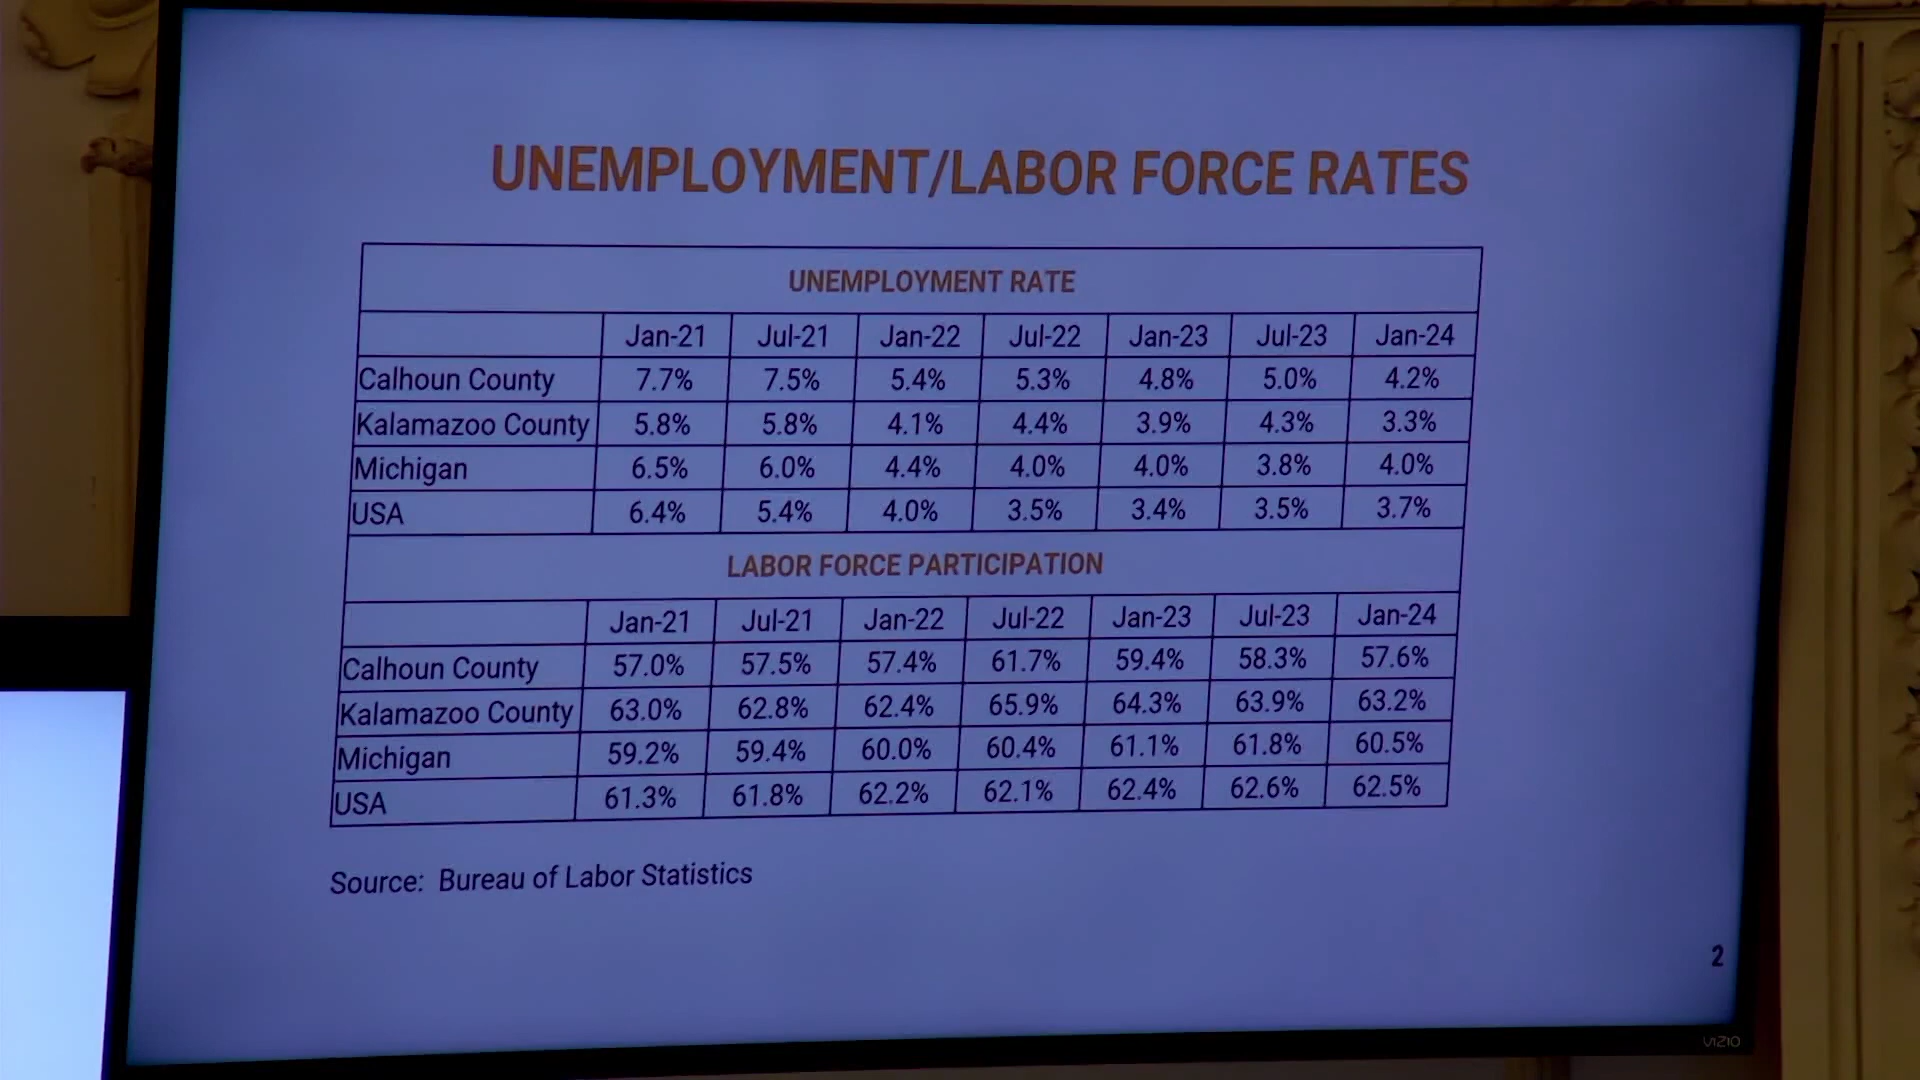 UNEMPLOYMENT/LABOR FORCE RATES
UNEMPLOYMENT RATE
Jan-21 Jul-21 Jan-22 Jul-22 Jan-23 Jul-23 Jan-24
Calhoun County 7.7% 7.5% 5.4% 5.3% 4.8% 5.0% 4.2%
Kalamazoo County 5.8% 5.8% 4.1% 4.4% 3.9% 4.3% 3.3%
Michigan 6.5% 6.0% 4.4% 4.0% 4.0% 3.8% 4.0%
USA 6.4% 5.4% 4.0% 3.5% 3.4% 3.5% 3.7%
LABOR FORCE PARTICIPATION
Jan-21 Jul-21 Jan-22 Jul-22 Jan-23 Jul-23 Jan-24
Calhoun County 57.0% 57.5% 57.4% 61.7% 59.4% 58.3% 57.6%
Kalamazoo County 63.0% 62.8% 62.4% 65.9% 64.3% 63.9% 63.2%
Michigan 59.2% 59.4% 60.0% 60.4% 61.1% 61.8% 60.5%
USA 61.3% 61.8% 62.2% 62.1% 62.4% 62.6% 62.5%
Source: Bureau of Labor Statistics
2
VIZIO